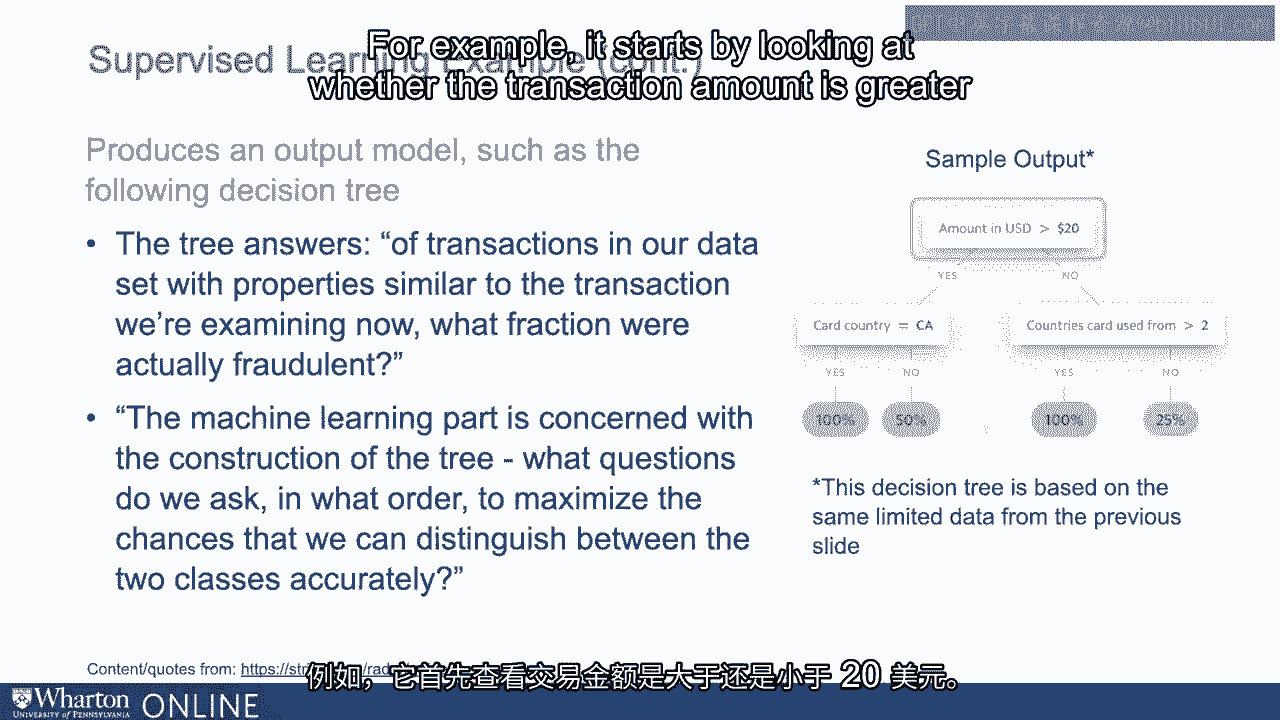 For example, it starts by looking at
whether the transaction amount is greater
Supervised Learning Example (cont.)
Produces an output model, such as the
following decision tree
• The tree answers: “of transactions in our data
set with properties similar to the transaction
we’re examining now, what fraction were
actually fraudulent?”
• “The machine learning part is concerned with
the construction of the tree - what questions
do we ask, in what order, to maximize the
chances that we can distinguish between the
two classes accurately?”
Sample Output*
Amount in USD > $20
YES NO
Card country = CA
Countries card used from > 2
YES NO YES NO
100% 50% 100% 25%
*This decision tree is based on the
same limited data from the previous
slide
Content/quotes from:
例如，它首先查看交易金额是大于还是小于 20 美元。
Wharton ONLINE
UNIVERSITY of PENNSYLVANIA